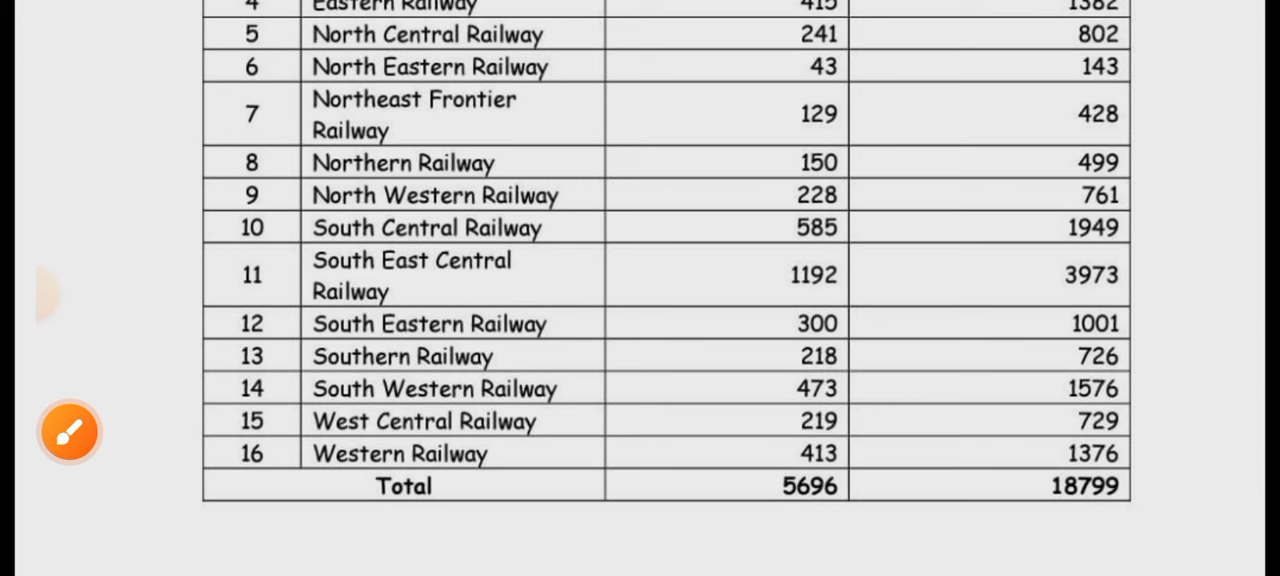 4 Eastern Railway 415 1382
5 North Central Railway 241 802
6 North Eastern Railway 43 143
7 Northeast Frontier Railway 129 428
8 Northern Railway 150 499
9 North Western Railway 228 761
10 South Central Railway 585 1949
11 South East Central Railway 1192 3973
12 South Eastern Railway 300 1001
13 Southern Railway 218 726
14 South Western Railway 473 1576
15 West Central Railway 219 729
16 Western Railway 413 1376
Total 5696 18799